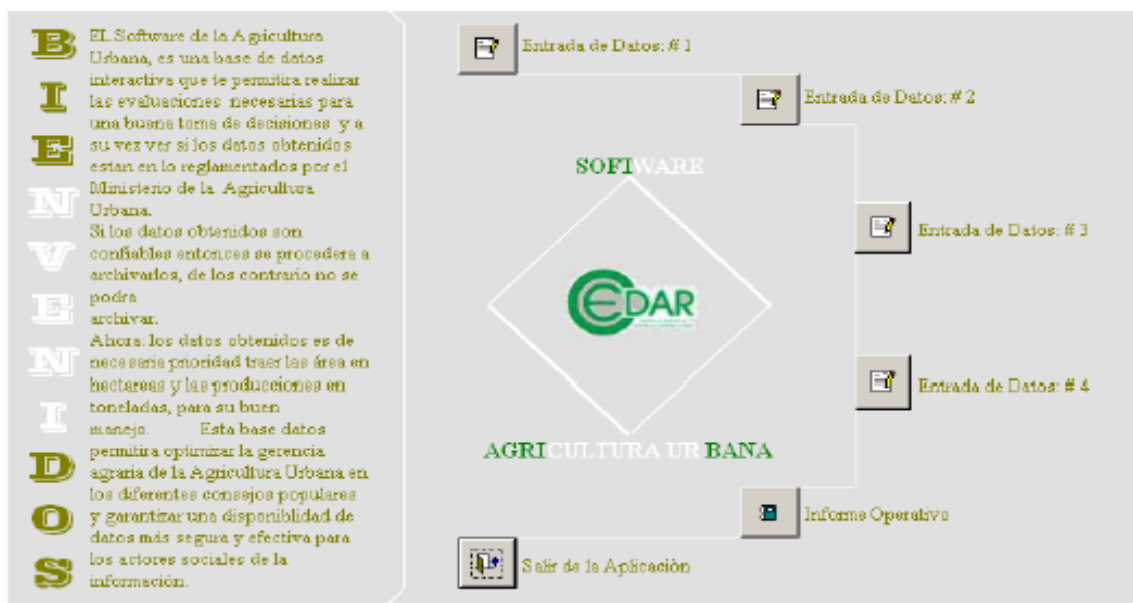 BIENVENIDOS
EL Software de la Agricultura
Urbana, es una base de datos
interactiva que te permitira realizar
las evaluaciones necesarias para
una buena toma de decisiones y a
su vez ver si los datos obtenidos
estan en lo reglamentados por el
Ministerio de la Agricultura
Urbana.
Si los datos obtenidos son
confiables entonces se procedera a
archivarlos, de los contrario no se
podra
archivar.
Ahora: los datos obtenidos es de
necesaria prioridad traer las área en
hectareas y las producciones en
toneladas, para su buen
manejo. Esta base datos
permitira optimizar la gerencia
agraria de la Agricultura Urbana en
los diferentes consejos populares
y garantizar una disponiblidad de
datos más segura y efectiva para
los actores sociales de la
información.
Entrada de Datos: # 1
Entrada de Datos: # 2
SOFTWARE
Entrada de Datos: # 3
CEDAR
Entrada de Datos: # 4
AGRICULTURA URBANA
Informe Operativo
Salir de la Aplicaciòn